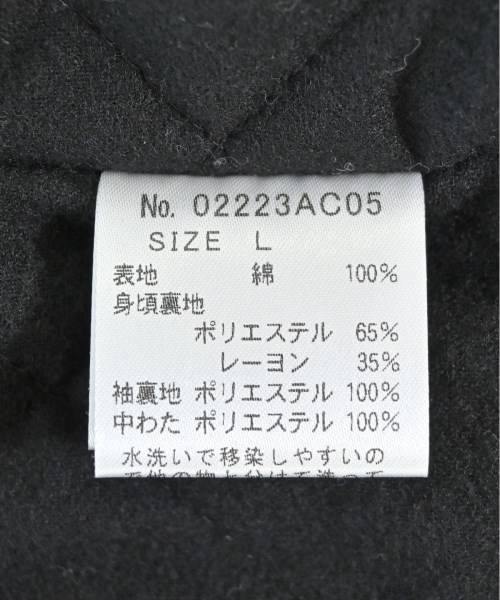 No. 02223AC05
SIZE L
表地 綿 100%
身頃裏地
ポリエステル 65%
レーヨン 35%
袖裏地 ポリエステル 100%
中わた ポリエステル 100%
水洗いで移染しやすいの